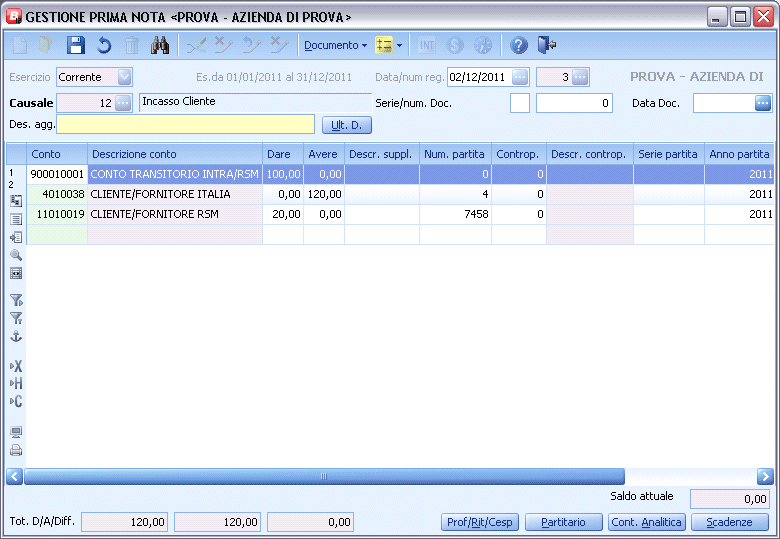 GESTIONE PRIMA NOTA <PROVA - AZIENDA DI PROVA>
Documento INT $ ?
Esercizio Corrente Es.da 01/01/2011 al 31/12/2011 Data/num reg. 02/12/2011 ... 3 ... PROVA - AZIENDA DI
Causale 12 ... Incasso Cliente Serie/num. Doc. 0 Data Doc. ...
Des. agg. Ult. D.
Conto Descrizione conto Dare Avere Descr. suppl. Num. partita Controp. Descr. controp. Serie partita Anno partita
1 900010001 CONTO TRANSITORIO INTRA/RSM 100,00 0,00 0 0 2011
2 4010038 CLIENTE/FORNITORE ITALIA 0,00 120,00 4 0 2011
11010019 CLIENTE/FORNITORE RSM 20,00 0,00 7458 0 2011
X
H
C
Saldo attuale 0,00
Tot. D/A/Diff. 120,00 120,00 0,00 Prof/Rit/Cesp Partitario Cont. Analitica Scadenze